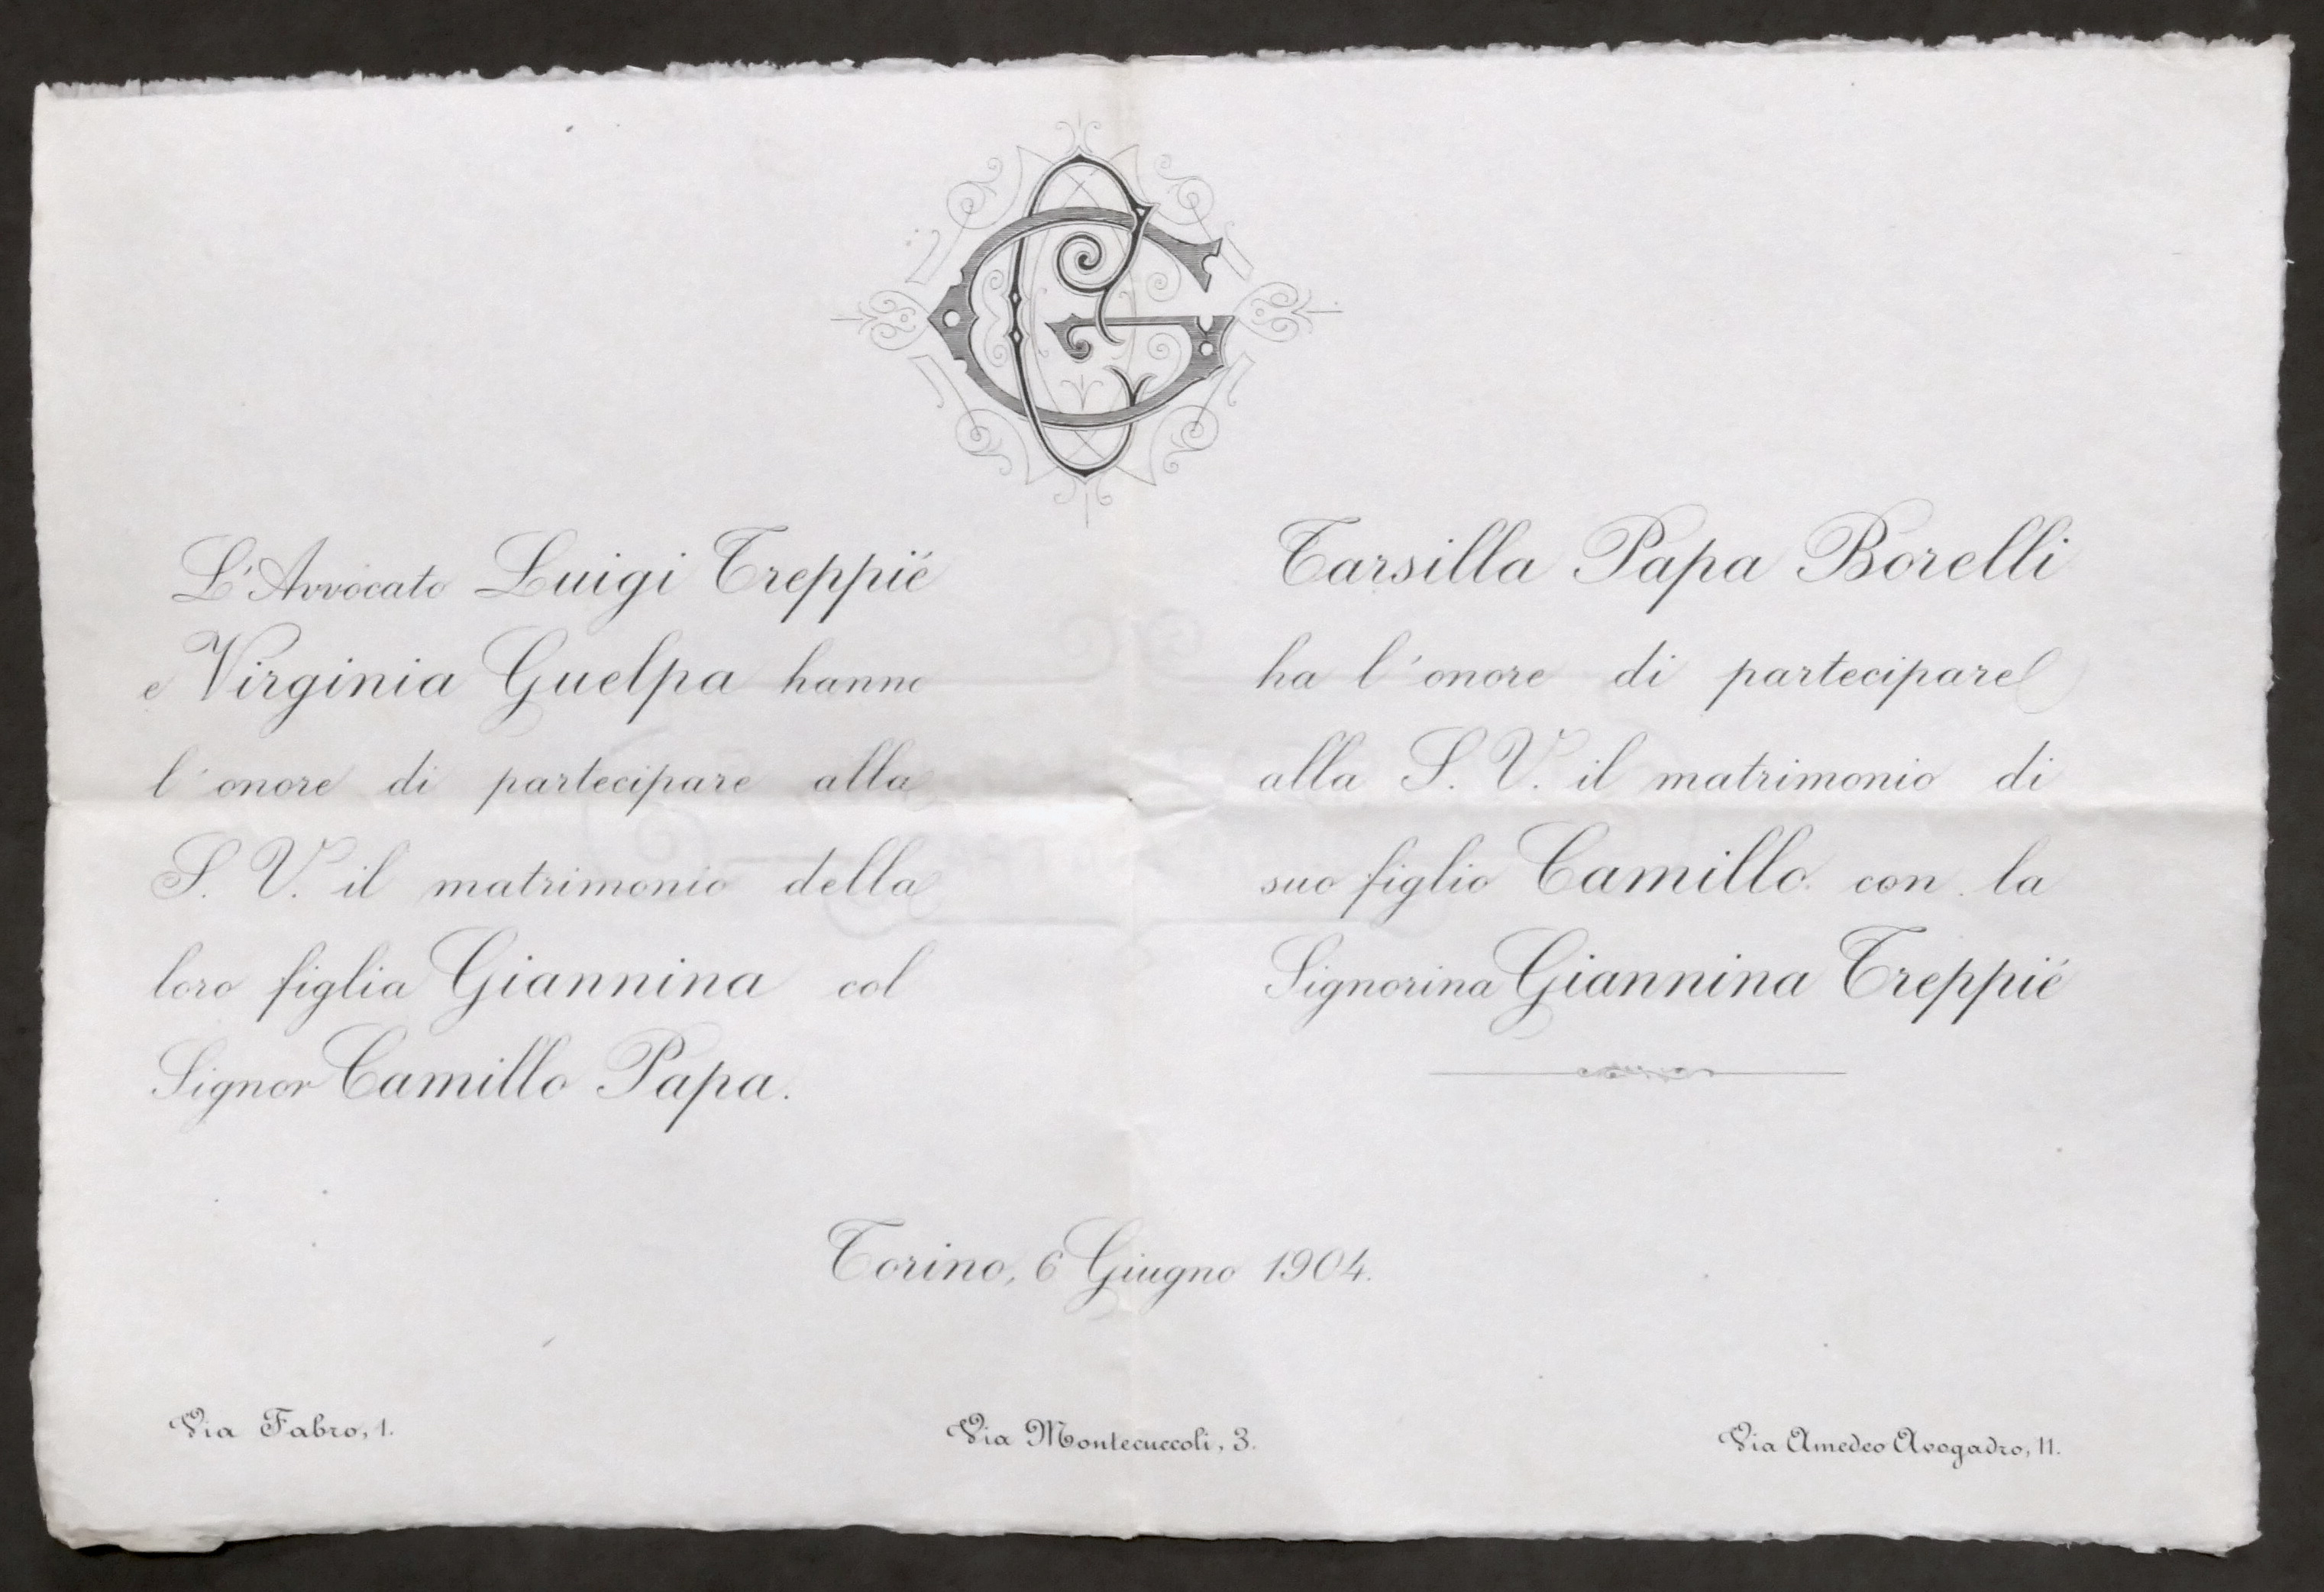 L'Avvocato Luigi Treppié
e Virginia Guelpa hanno
l'onore di partecipare alla
S. V. il matrimonio della
loro figlia Giannina col
Signor Camillo Papa.
Tarsilla Papa Borelli
ha l'onore di partecipare
alla S. V. il matrimonio di
suo figlio Camillo con la
Signorina Giannina Treppié
Torino, 6 Giugno 1904.
Via Fabro, 1.
Via Montecuccoli, 3.
Via Amedeo Avogadro, 11.